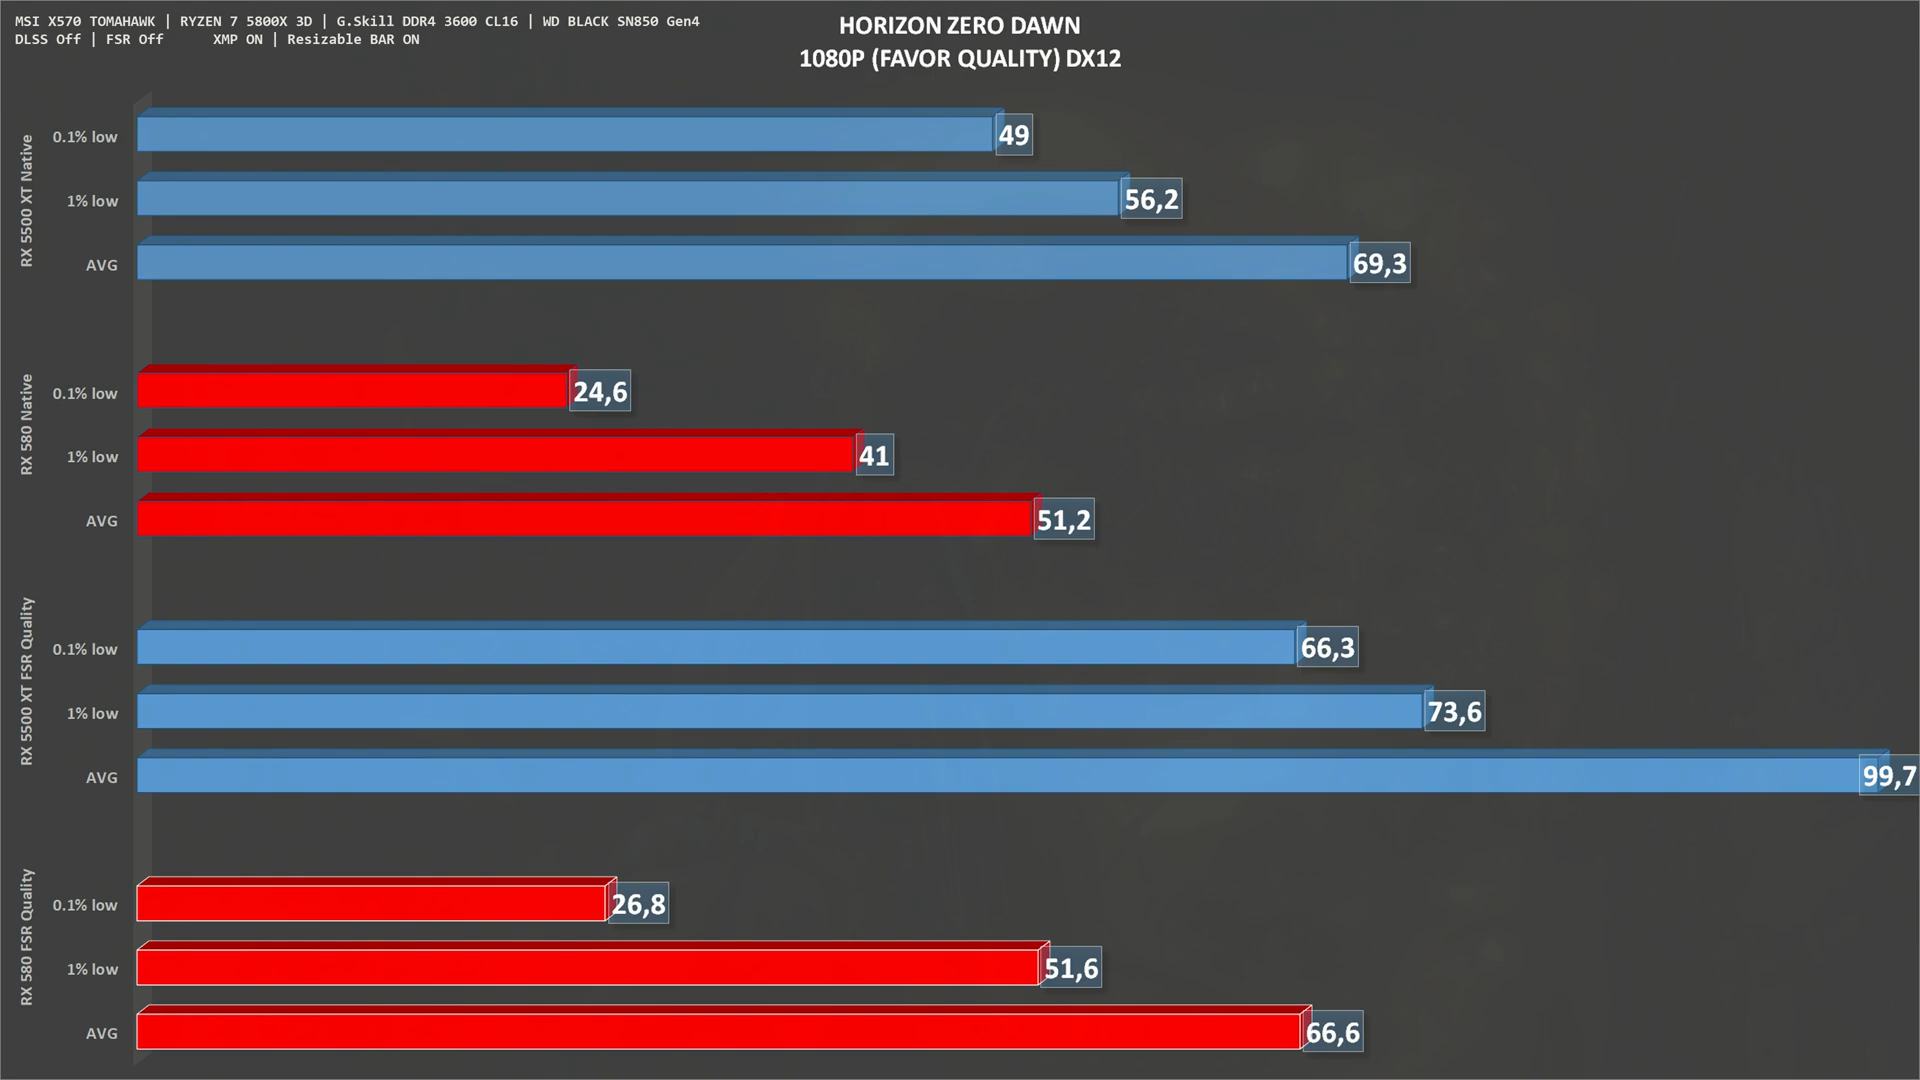 MSI X570 TOMAHAWK | RYZEN 7 5800X 3D | G.Skill DDR4 3600 CL16 | WD BLACK SN850 Gen4
DLSS Off | FSR Off XMP ON | Resizable BAR ON
HORIZON ZERO DAWN
1080P (FAVOR QUALITY) DX12
RX 5500 XT Native
0.1% low
49
1% low
56,2
AVG
69,3
RX 580 Native
0.1% low
24,6
1% low
41
AVG
51,2
RX 5500 XT FSR Quality
0.1% low
66,3
1% low
73,6
AVG
99,7
RX 580 FSR Quality
0.1% low
26,8
1% low
51,6
AVG
66,6